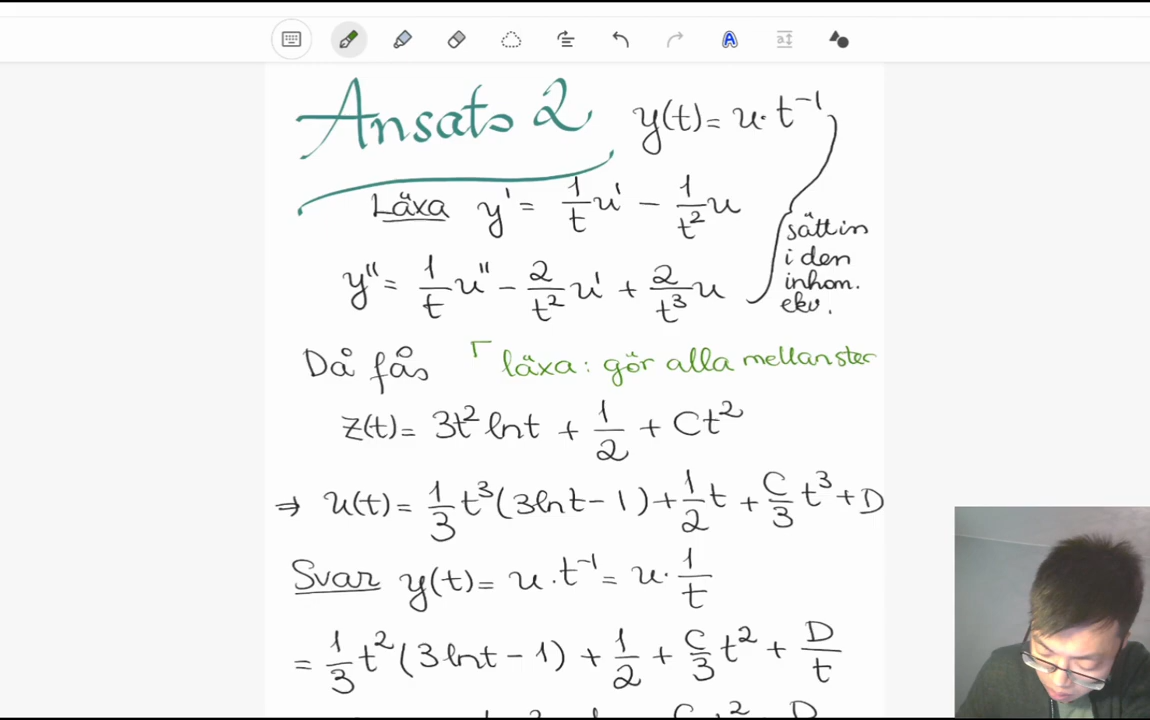 Ansats 2 y(t) = u·t⁻¹
Läxa y' = 1/t u' - 1/t² u
sätt in
i den
inhom.
ekv.
y'' = 1/t u'' - 2/t² u' + 2/t³ u
Då fås läxa: gör alla mellansteg
z(t) = 3t² ln t + 1/2 + Ct²
⇒ u(t) = 1/3 t³(3 ln t - 1) + 1/2 t + C/3 t³ + D
Svar y(t) = u·t⁻¹ = u·1/t
= 1/3 t²(3 ln t - 1) + 1/2 + C/3 t² + D/t